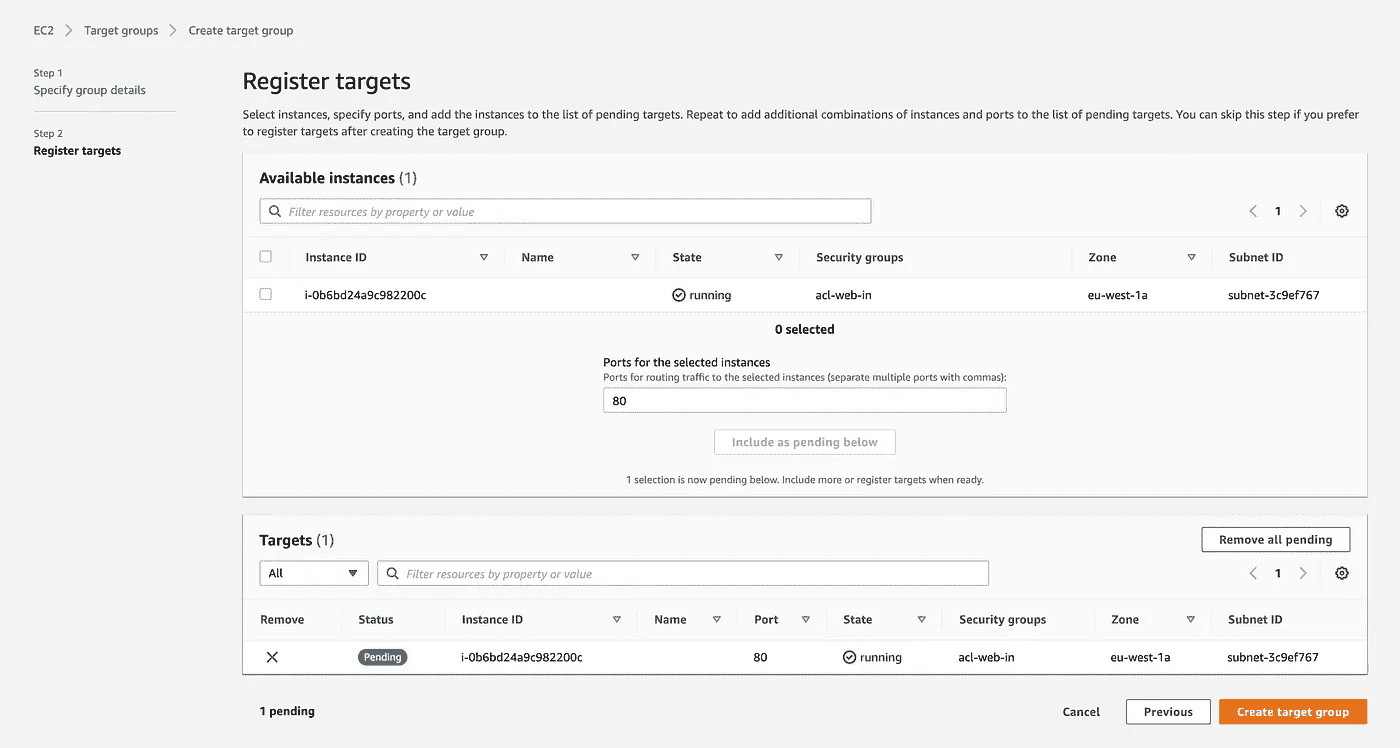 EC2 Target groups Create target group
Step 1
Specify group details
Step 2
Register targets
Register targets
Select instances, specify ports, and add the instances to the list of pending targets. Repeat to add additional combinations of instances and ports to the list of pending targets. You can skip this step if you prefer
to register targets after creating the target group.
Available instances (1)
Filter resources by property or value
1
Instance ID Name State Security groups Zone Subnet ID
i-0b6bd24a9c982200c running acl-web-in eu-west-1a subnet-3c9ef767
0 selected
Ports for the selected instances
Ports for routing traffic to the selected instances (separate multiple ports with commas):
80
Include as pending below
1 selection is now pending below. Include more or register targets when ready.
Targets (1)
Remove all pending
All Filter resources by property or value
1
Remove Status Instance ID Name Port State Security groups Zone Subnet ID
Pending i-0b6bd24a9c982200c 80 running acl-web-in eu-west-1a subnet-3c9ef767
1 pending
Cancel Previous Create target group